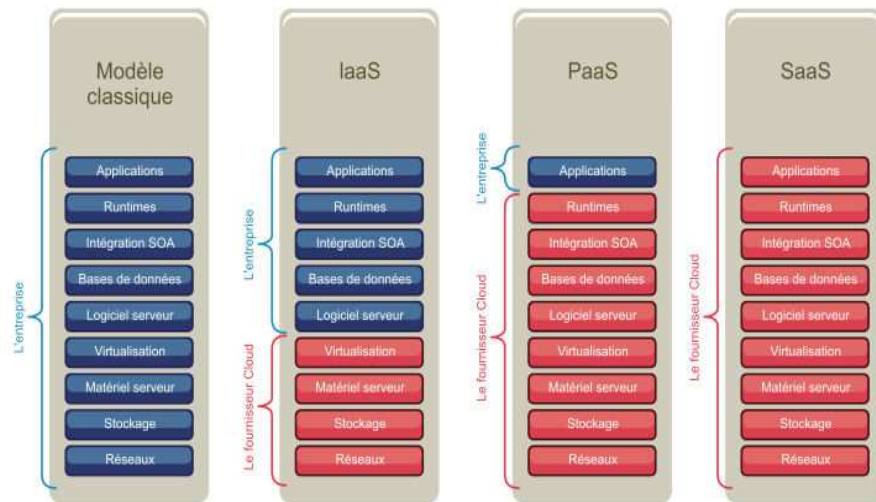 Modèle
classique
L'entreprise
Applications
Runtimes
Intégration SOA
Bases de données
Logiciel serveur
Virtualisation
Matériel serveur
Stockage
Réseaux
IaaS
L'entreprise
Le fournisseur Cloud
Applications
Runtimes
Intégration SOA
Bases de données
Logiciel serveur
Virtualisation
Matériel serveur
Stockage
Réseaux
PaaS
L'entreprise
Le fournisseur Cloud
Applications
Runtimes
Intégration SOA
Bases de données
Logiciel serveur
Virtualisation
Matériel serveur
Stockage
Réseaux
SaaS
Le fournisseur Cloud
Applications
Runtimes
Intégration SOA
Bases de données
Logiciel serveur
Virtualisation
Matériel serveur
Stockage
Réseaux